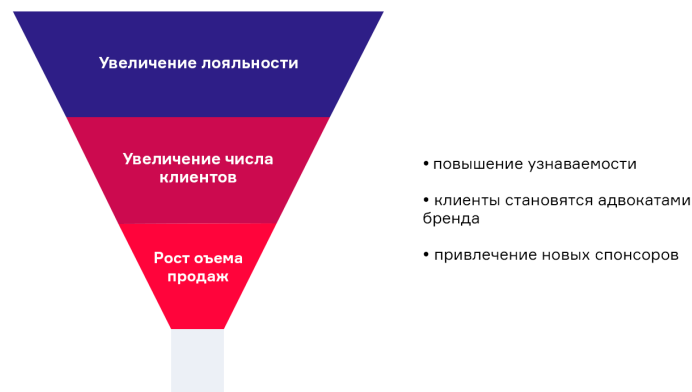 Увеличение лояльности
Увеличение числа
клиентов
Рост оъема
продаж
• повышение узнаваемости
• клиенты становятся адвокатами
бренда
• привлечение новых спонсоров